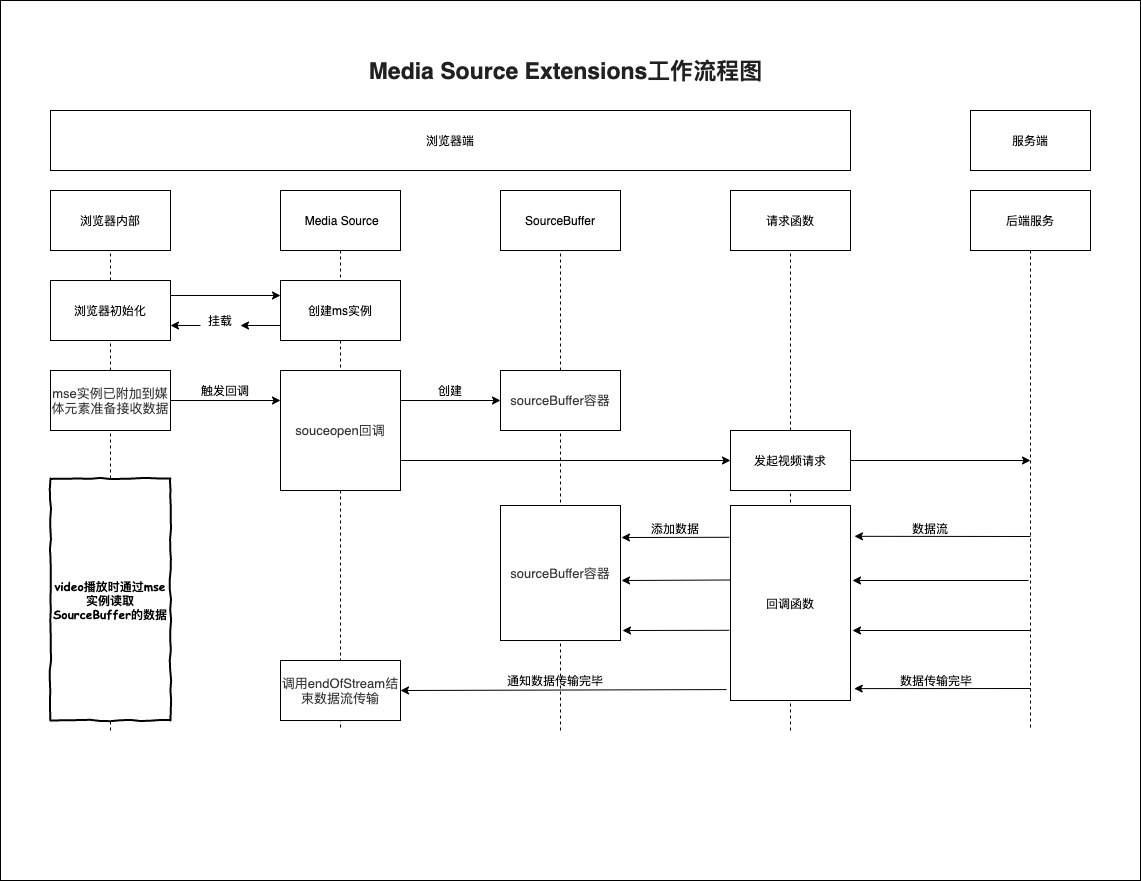 Media Source Extensions工作流程图
浏览器端
服务端
浏览器内部
Media Source
SourceBuffer
请求函数
后端服务
浏览器初始化
创建ms实例
挂载
mse实例已附加到媒
体元素准备接收数据
触发回调
souceopen回调
创建
sourceBuffer容器
发起视频请求
video播放时通过mse
实例读取
SourceBuffer的数据
sourceBuffer容器
添加数据
回调函数
数据流
调用endOfStream结
束数据流传输
通知数据传输完毕
数据传输完毕